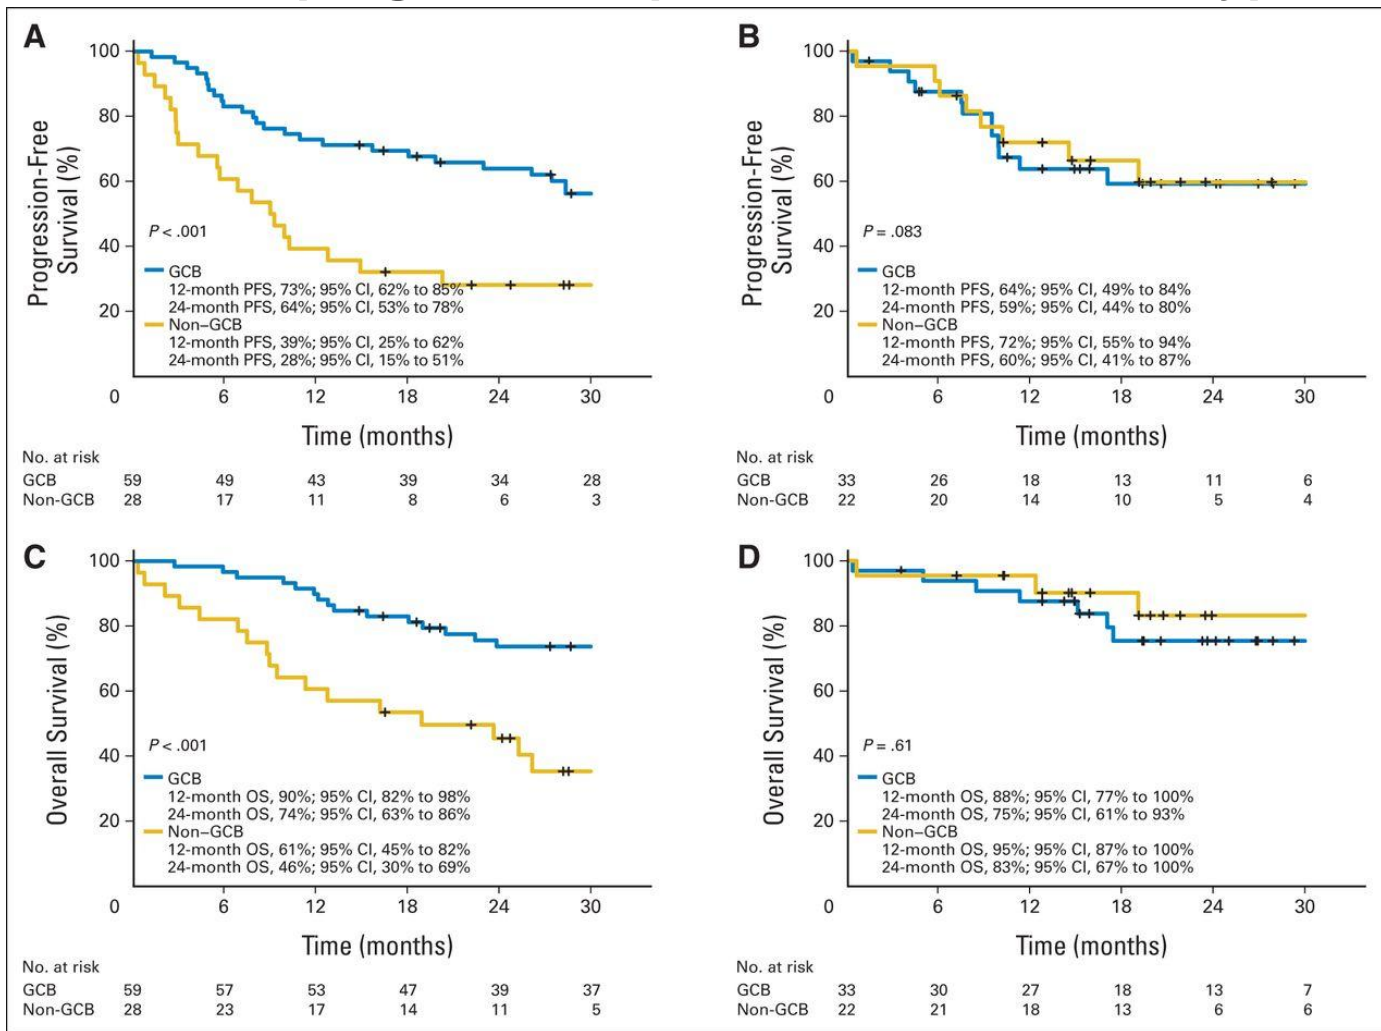 A
Progression-Free
Survival (%)
100
80
60
40
20
P < .001
GCB
12-month PFS, 73%; 95% CI, 62% to 85%
24-month PFS, 64%; 95% CI, 53% to 78%
Non–GCB
12-month PFS, 39%; 95% CI, 25% to 62%
24-month PFS, 28%; 95% CI, 15% to 51%
0 6 12 18 24 30
Time (months)
No. at risk
GCB 59 49 43 39 34 28
Non-GCB 28 17 11 8 6 3
B
Progression-Free
Survival (%)
100
80
60
40
20
P = .083
GCB
12-month PFS, 64%; 95% CI, 49% to 84%
24-month PFS, 59%; 95% CI, 44% to 80%
Non–GCB
12-month PFS, 72%; 95% CI, 55% to 94%
24-month PFS, 60%; 95% CI, 41% to 87%
0 6 12 18 24 30
Time (months)
No. at risk
GCB 33 26 18 13 11 6
Non-GCB 22 20 14 10 5 4
C
Overall Survival (%)
100
80
60
40
20
P < .001
GCB
12-month OS, 90%; 95% CI, 82% to 98%
24-month OS, 74%; 95% CI, 63% to 86%
Non–GCB
12-month OS, 61%; 95% CI, 45% to 82%
24-month OS, 46%; 95% CI, 30% to 69%
0 6 12 18 24 30
Time (months)
No. at risk
GCB 59 57 53 47 39 37
Non-GCB 28 23 17 14 11 5
D
Overall Survival (%)
100
80
60
40
20
P = .61
GCB
12-month OS, 88%; 95% CI, 77% to 100%
24-month OS, 75%; 95% CI, 61% to 93%
Non–GCB
12-month OS, 95%; 95% CI, 87% to 100%
24-month OS, 83%; 95% CI, 67% to 100%
0 6 12 18 24 30
Time (months)
No. at risk
GCB 33 30 27 18 13 7
Non-GCB 22 21 18 13 6 6